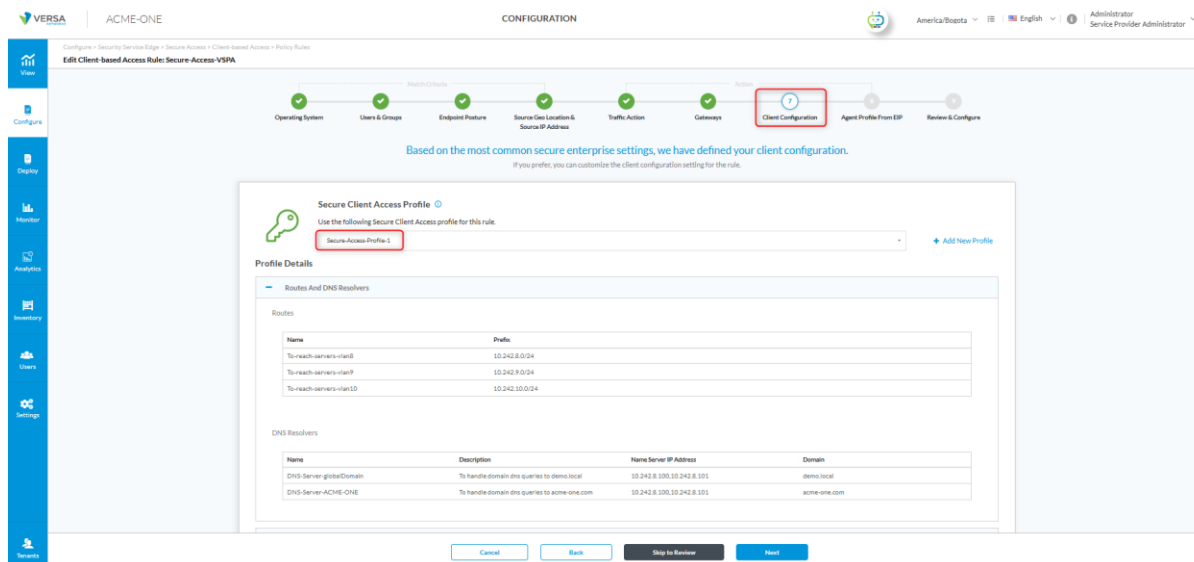 VERSA
ACME-ONE
CONFIGURATION
America/Bogota
English
Administrator
Service Provider Administrator
Configure > Security Service Edge > Secure Access > Client-based Access > Policy Rules
Edit Client-based Access Rule: Secure-Access-VSPA
View
Configure
Deploy
Monitor
Analytics
Inventory
Users
Settings
Tenants
Match Criteria
Action
7
Operating System
Users & Groups
Endpoint Posture
Source Geo Location &
Source IP Address
Traffic Action
Gateways
Client Configuration
Agent Profile From EIP
Review & Configure
Based on the most common secure enterprise settings, we have defined your client configuration.
If you prefer, you can customize the client configuration setting for the rule.
Secure Client Access Profile
Use the following Secure Client Access profile for this rule.
Secure-Access-Profile-1
+ Add New Profile
Profile Details
Routes And DNS Resolvers
Routes
Name Prefix
To-reach-servers-vlan8 10.242.8.0/24
To-reach-servers-vlan9 10.242.9.0/24
To-reach-servers-vlan10 10.242.10.0/24
DNS Resolvers
Name Description Name Server IP Address Domain
DNS-Server-globalDomain To handle domain dns queries to demo.local 10.242.8.100,10.242.8.101 demo.local
DNS-Server-ACME-ONE To handle domain dns queries to acme-one.com 10.242.8.100,10.242.8.101 acme-one.com
Cancel
Back
Skip to Review
Next